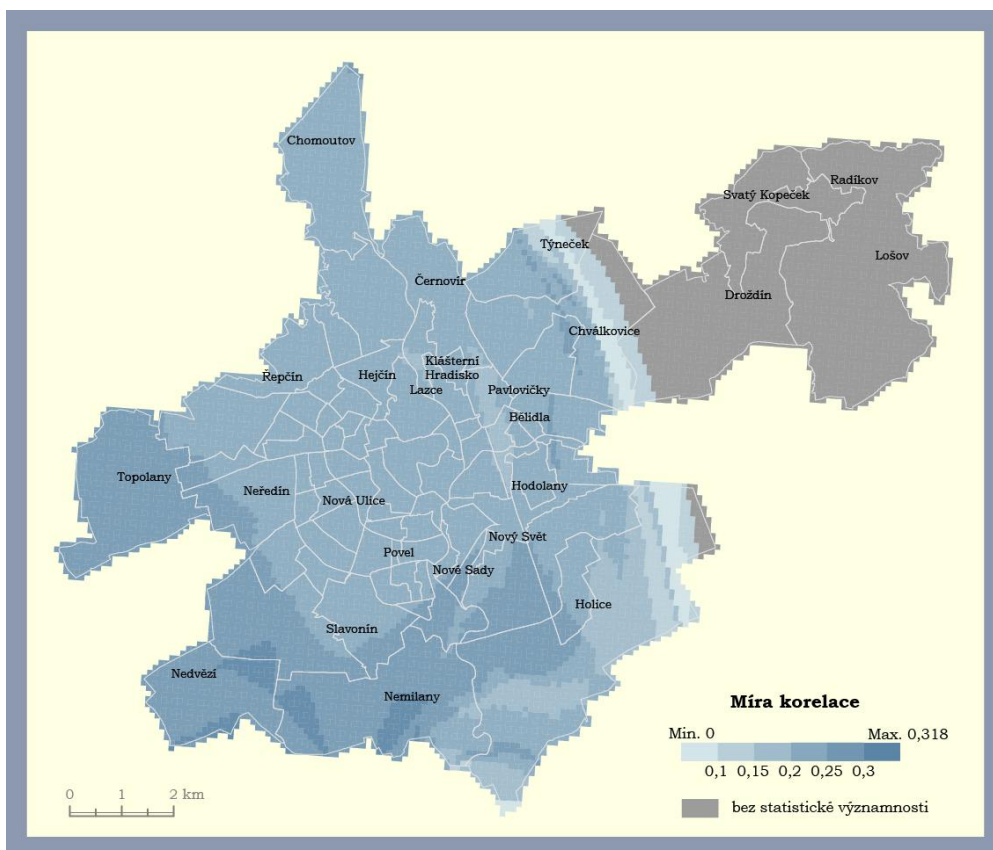 Chomoutov
Radíkov
Svatý Kopeček
Týneček
Lošov
Černovír
Droždín
Chválkovice
Klášterní
Hradisko
Řepčín
Hejčín
Lazce
Pavlovičky
Bělidla
Topolany
Neředín
Nová Ulice
Hodolany
Nový Svět
Povel
Nové Sady
Holice
Slavonín
Nedvězí
Nemilany
Míra korelace
Min. 0 Max. 0,318
0,1 0,15 0,2 0,25 0,3
bez statistické významnosti
0 1 2 km